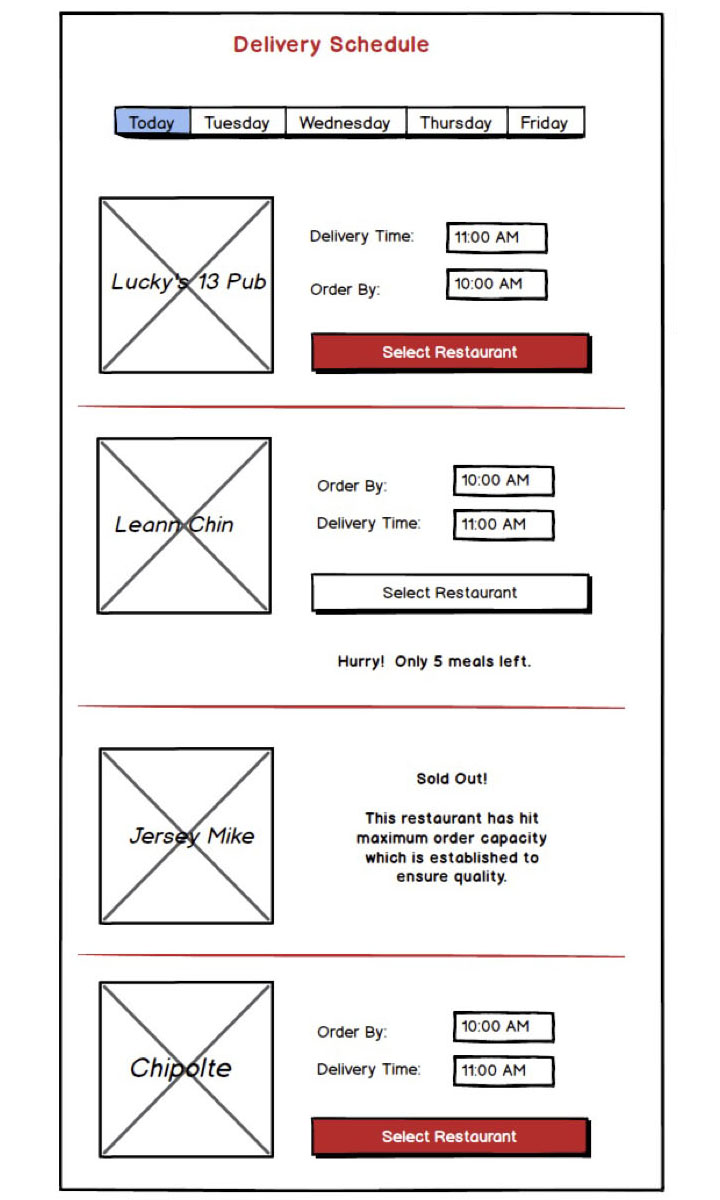 Delivery Schedule
Today Tuesday Wednesday Thursday Friday
Lucky's 13 Pub
Delivery Time: 11:00 AM
Order By: 10:00 AM
Select Restaurant
Leann Chin
Order By: 10:00 AM
Delivery Time: 11:00 AM
Select Restaurant
Hurry! Only 5 meals left.
Jersey Mike
Sold Out!
This restaurant has hit
maximum order capacity
which is established to
ensure quality.
Chipolte
Order By: 10:00 AM
Delivery Time: 11:00 AM
Select Restaurant